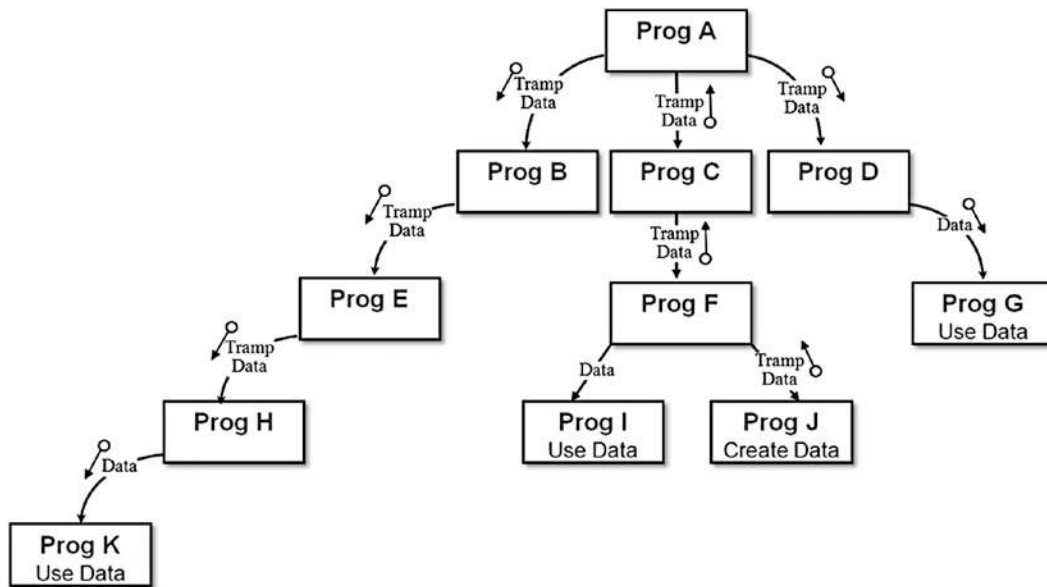 Prog A
Tramp
Data
Tramp
Data
Tramp
Data
Prog B
Prog C
Prog D
Tramp
Data
Tramp
Data
Data
Prog E
Prog F
Prog G
Use Data
Tramp
Data
Data
Tramp
Data
Prog H
Prog I
Use Data
Prog J
Create Data
Data
Prog K
Use Data